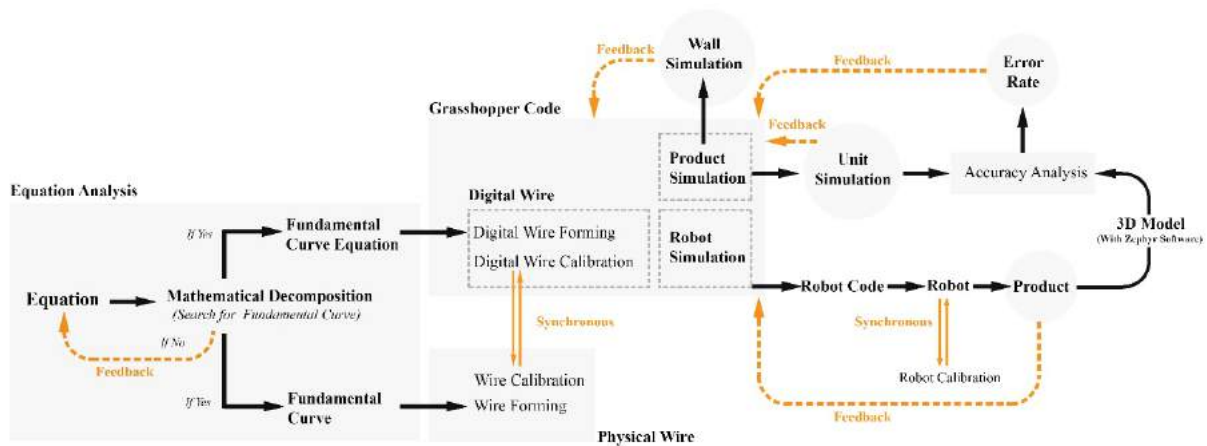 Wall
Simulation
Feedback
Feedback
Error
Rate
Grasshopper Code
Feedback
Product
Simulation
Unit
Simulation
Accuracy Analysis
Equation Analysis
Digital Wire
If Yes
Fundamental
Curve Equation
Digital Wire Forming
Digital Wire Calibration
Robot
Simulation
3D Model
(With Zephyr Software)
Equation
Mathematical Decomposition
(Search for Fundamental Curve)
Robot Code
Robot
Product
If No
Feedback
Synchronous
Synchronous
Wire Calibration
Wire Forming
Robot Calibration
If Yes
Fundamental
Curve
Feedback
Physical Wire